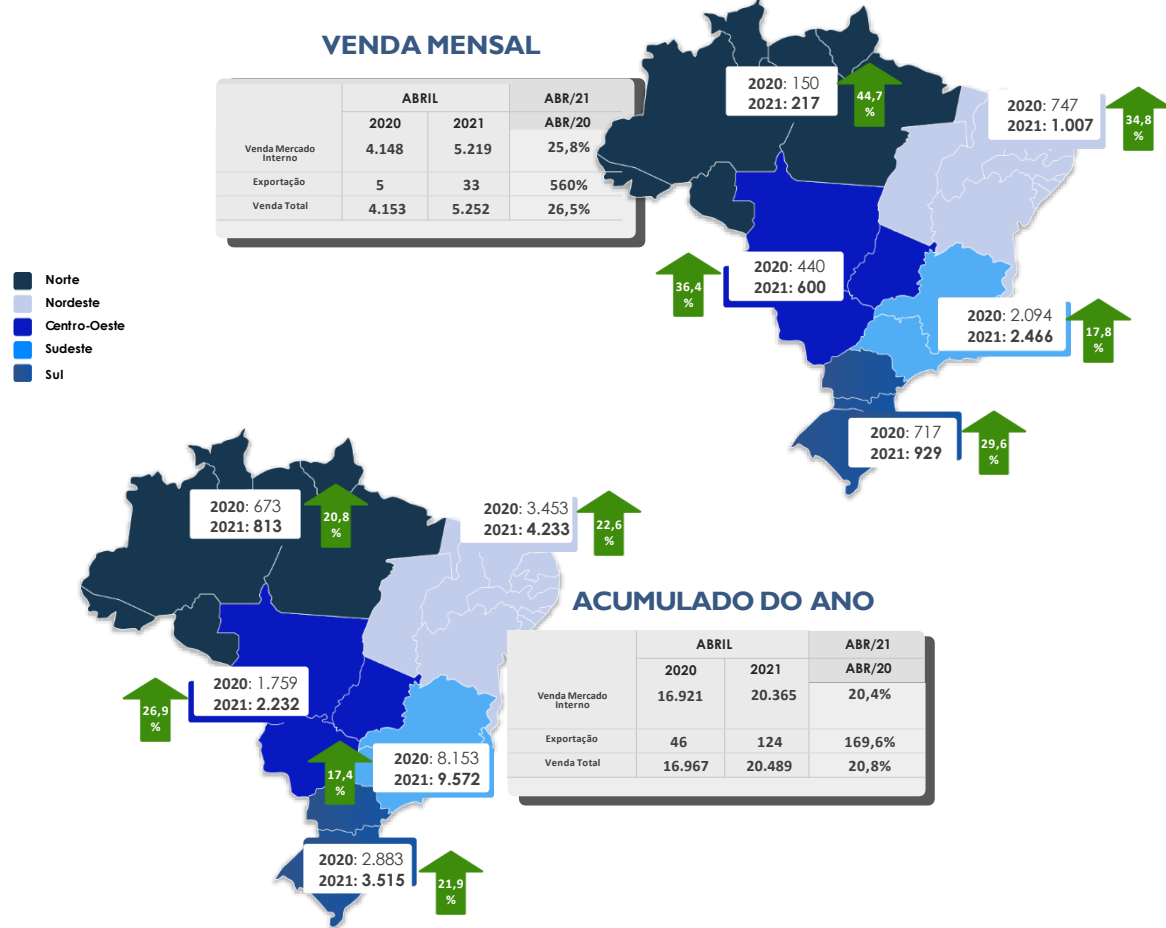 VENDA MENSAL
ABRIL ABR/21
2020 2021 ABR/20
Venda Mercado Interno 4.148 5.219 25,8%
Exportação 5 33 560%
Venda Total 4.153 5.252 26,5%
2020: 150
2021: 217
44,7 %
2020: 747
2021: 1.007
34,8 %
36,4 %
2020: 440
2021: 600
2020: 2.094
2021: 2.466
17,8 %
2020: 717
2021: 929
29,6 %
Norte
Nordeste
Centro-Oeste
Sudeste
Sul
2020: 673
2021: 813
20,8 %
2020: 3.453
2021: 4.233
22,6 %
26,9 %
2020: 1.759
2021: 2.232
17,4 %
2020: 8.153
2021: 9.572
2020: 2.883
2021: 3.515
21,9 %
ACUMULADO DO ANO
ABRIL ABR/21
2020 2021 ABR/20
Venda Mercado Interno 16.921 20.365 20,4%
Exportação 46 124 169,6%
Venda Total 16.967 20.489 20,8%